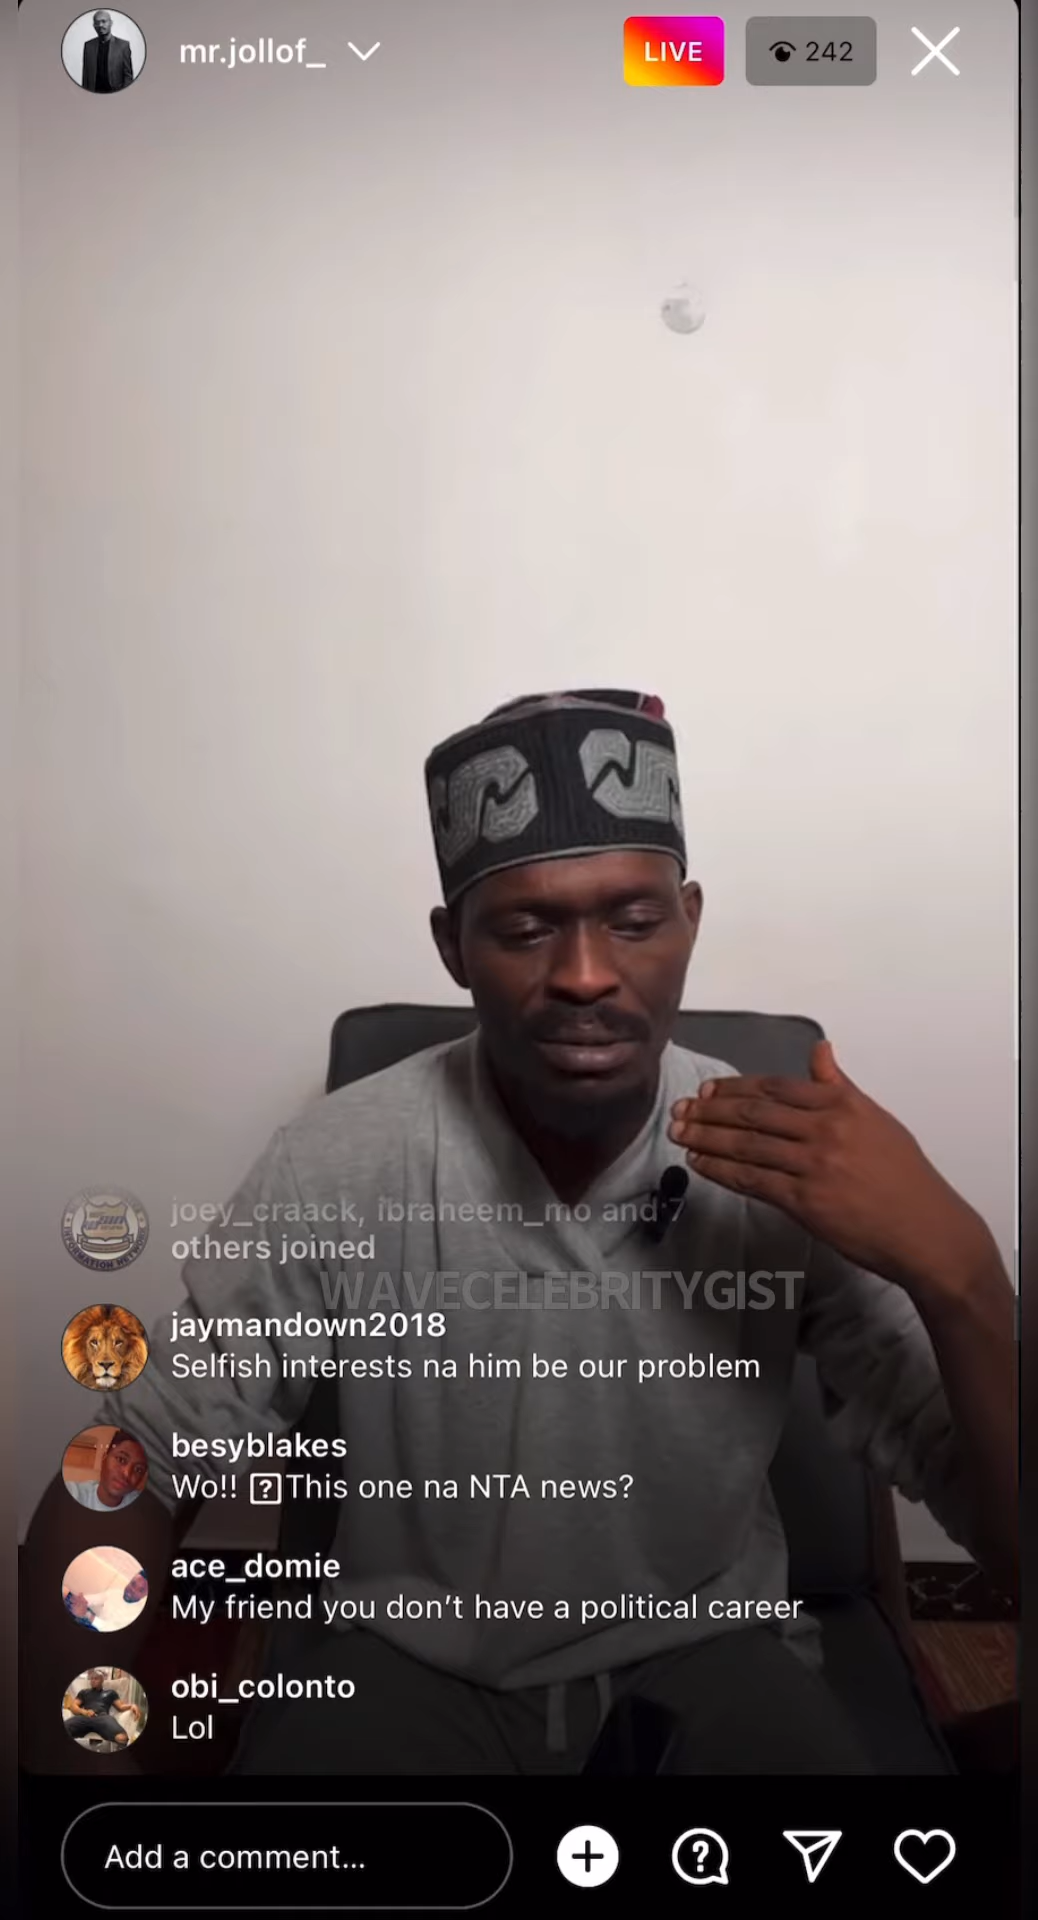 mr.jollof_
LIVE
242
joey_craack, ibraheem_mo and 7
others joined
WAVECELEBRITYGIST
jaymandown2018
Selfish interests na him be our problem
besyblakes
Wo!! ?This one na NTA news?
ace_domie
My friend you don’t have a political career
obi_colonto
Lol
Add a comment...